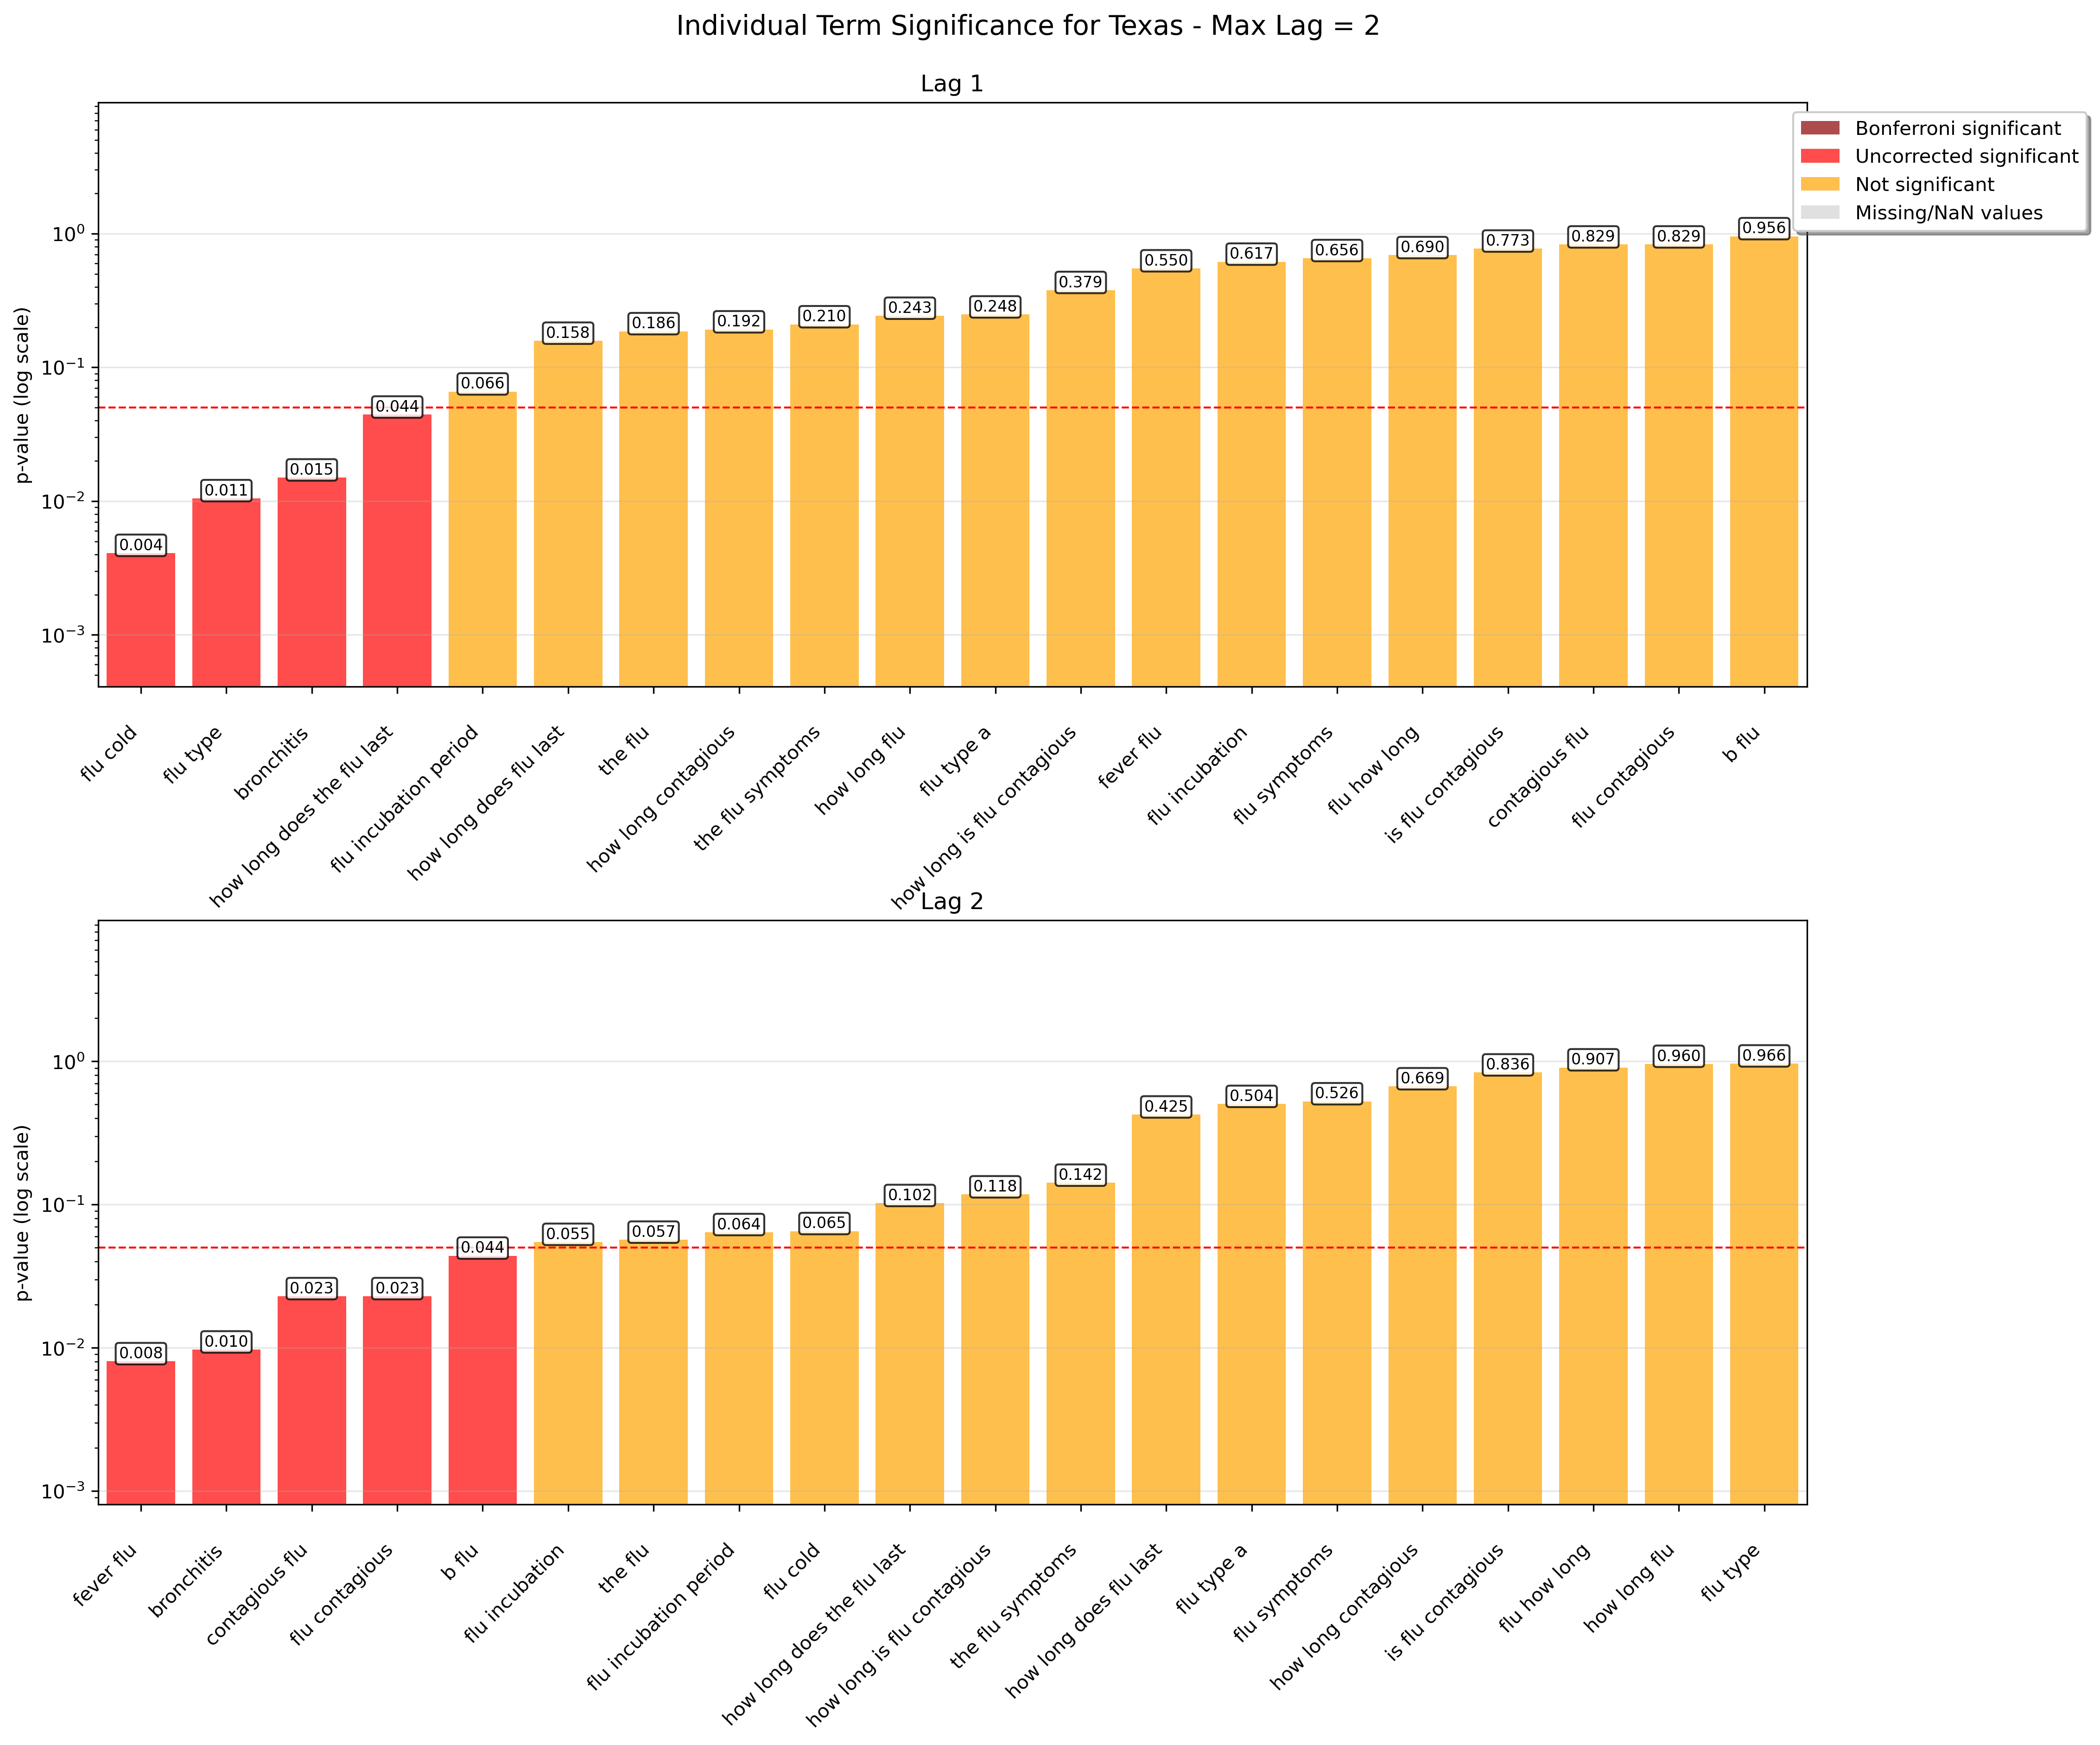 Individual Term Significance for Texas - Max Lag = 2
Lag 1
Bonferroni significant
Uncorrected significant
Not significant
Missing/NaN values
p-value (log scale)
10⁰
10⁻¹
10⁻²
10⁻³
0.004
0.011
0.015
0.044
0.066
0.158
0.186
0.192
0.210
0.243
0.248
0.379
0.550
0.617
0.656
0.690
0.773
0.829
0.829
0.956
flu cold
flu type
bronchitis
how long does the flu last
flu incubation period
how long does flu last
the flu
how long contagious
the flu symptoms
how long flu
flu type a
how long is flu contagious
fever flu
flu incubation
flu symptoms
flu how long
is flu contagious
contagious flu
flu contagious
b flu
Lag 2
p-value (log scale)
10⁰
10⁻¹
10⁻²
10⁻³
0.008
0.010
0.023
0.023
0.044
0.055
0.057
0.064
0.065
0.102
0.118
0.142
0.425
0.504
0.526
0.669
0.836
0.907
0.960
0.966
fever flu
bronchitis
contagious flu
flu contagious
b flu
flu incubation
the flu
flu incubation period
flu cold
how long does the flu last
how long is flu contagious
the flu symptoms
how long does flu last
flu type a
flu symptoms
how long contagious
is flu contagious
flu how long
how long flu
flu type